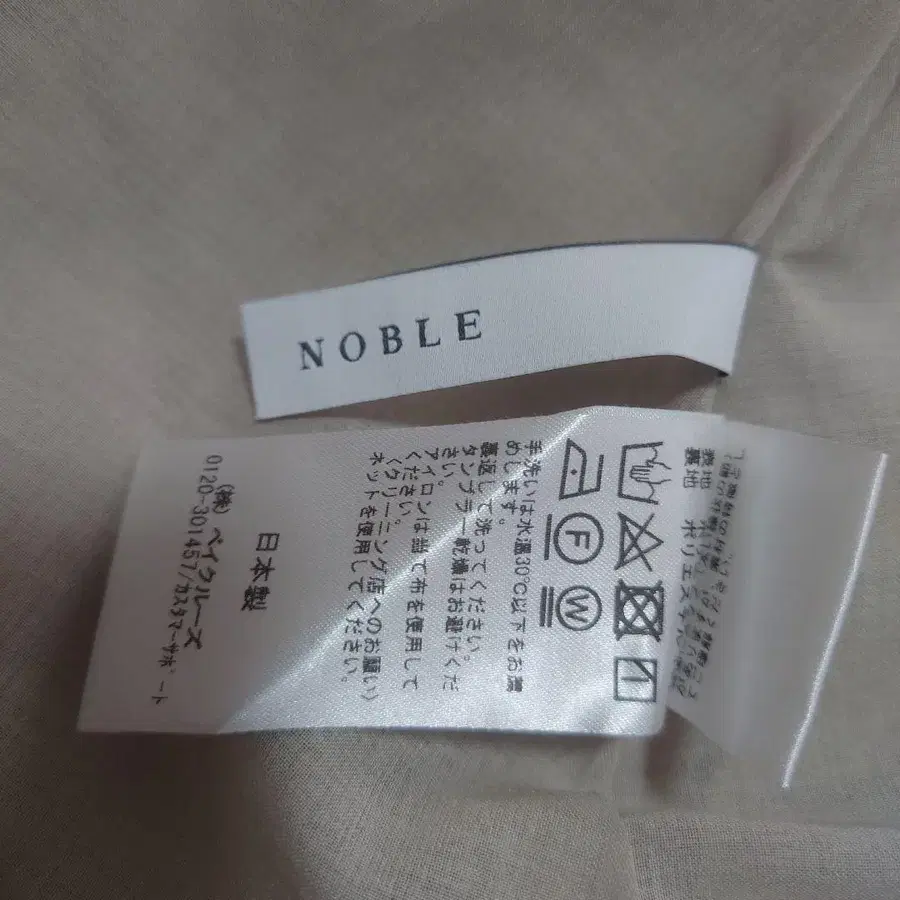 NOBLE
表地
裏地 ポリエステル
F W
手洗いは水温30℃以下をお薦
めします。
裏返して洗ってください。
タンブラー乾燥はお避けくだ
さい。
アイロンは当て布を使用して
ください。
(クリーニング店へのお願い)
ネットを使用してください。
日本製
(株) ベイクルーズ
0120-301457/カスタマーサポート